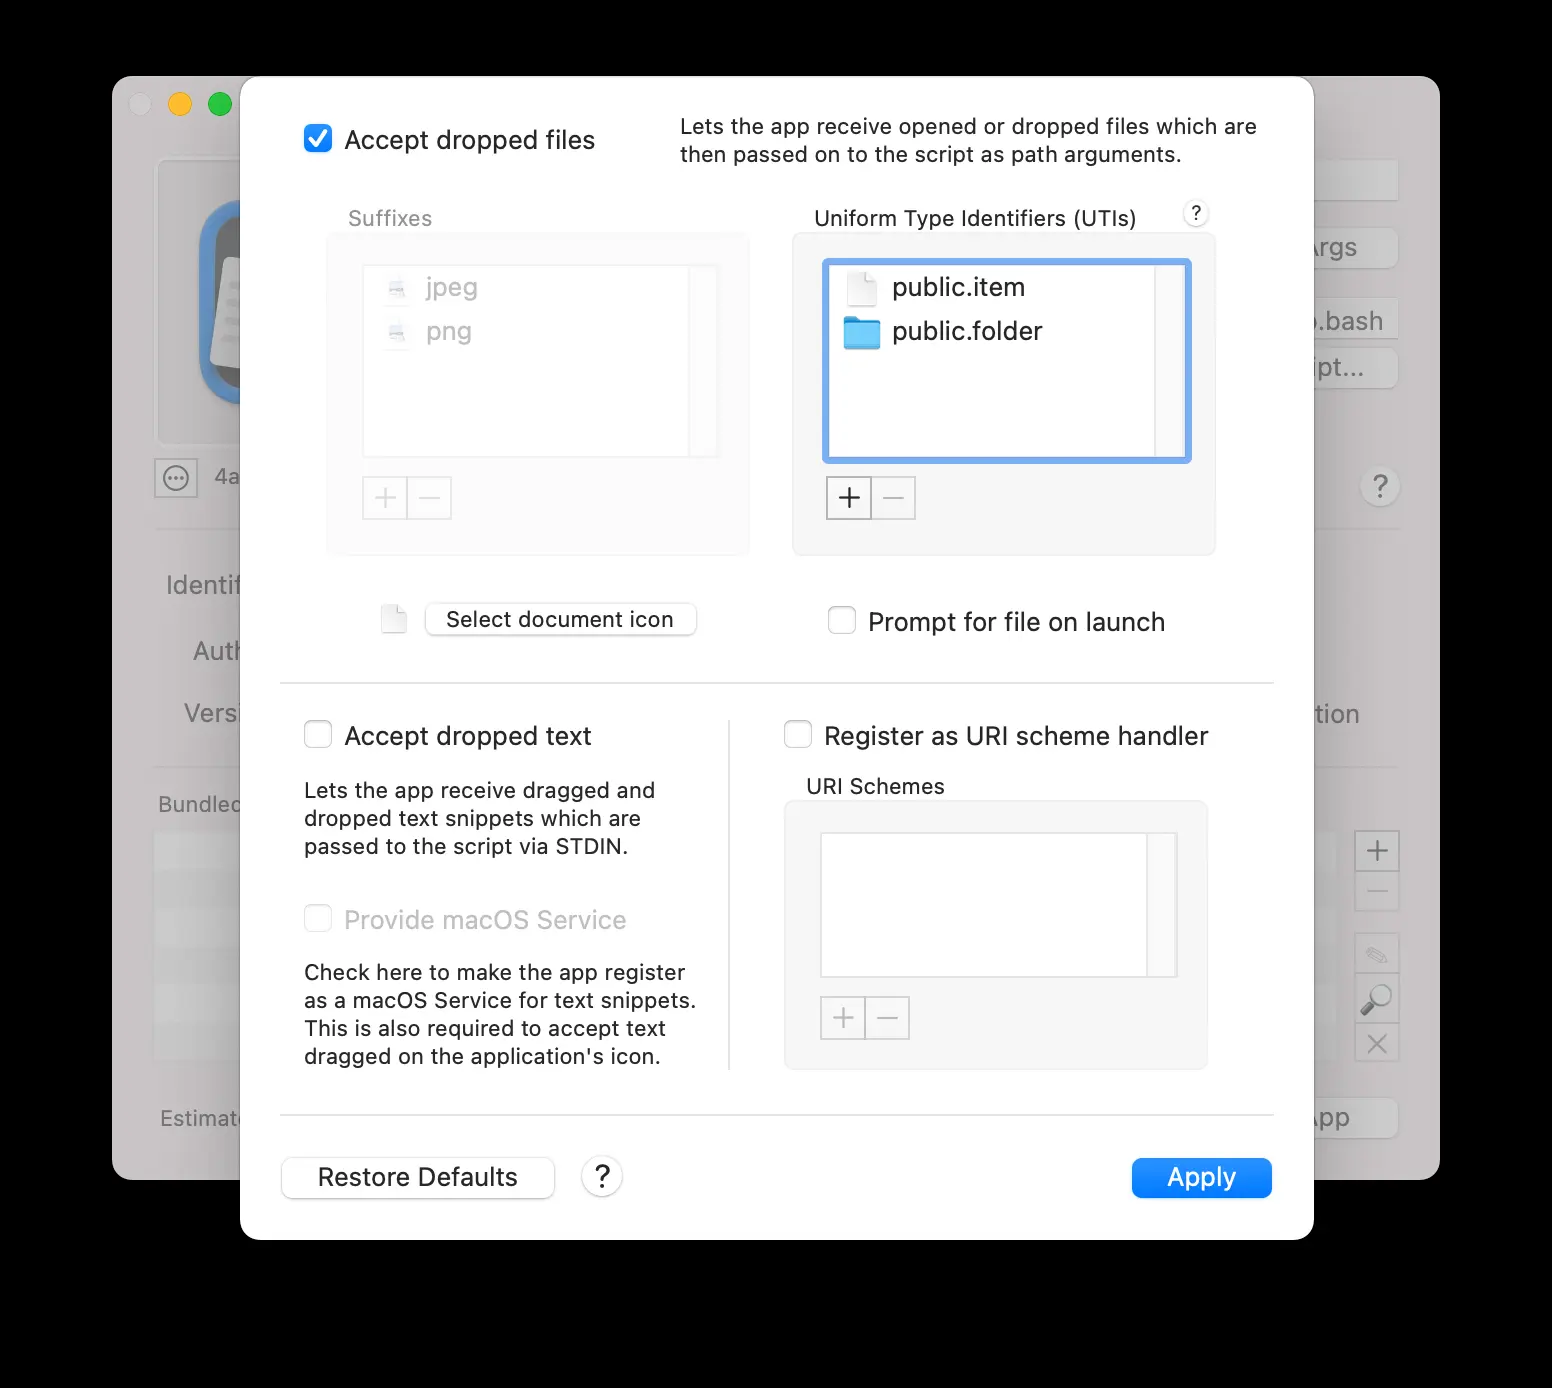 Accept dropped files
Lets the app receive opened or dropped files which are
then passed on to the script as path arguments.
Suffixes
Uniform Type Identifiers (UTIs)
?
jpeg
png
public.item
public.folder
Select document icon
Prompt for file on launch
Accept dropped text
Lets the app receive dragged and
dropped text snippets which are
passed to the script via STDIN.
Provide macOS Service
Check here to make the app register
as a macOS Service for text snippets.
This is also required to accept text
dragged on the application's icon.
Register as URI scheme handler
URI Schemes
Restore Defaults
?
Apply
4a
Identif
Auth
Versi
Bundled
Estimate
Args
.bash
ipt...
?
tion
App